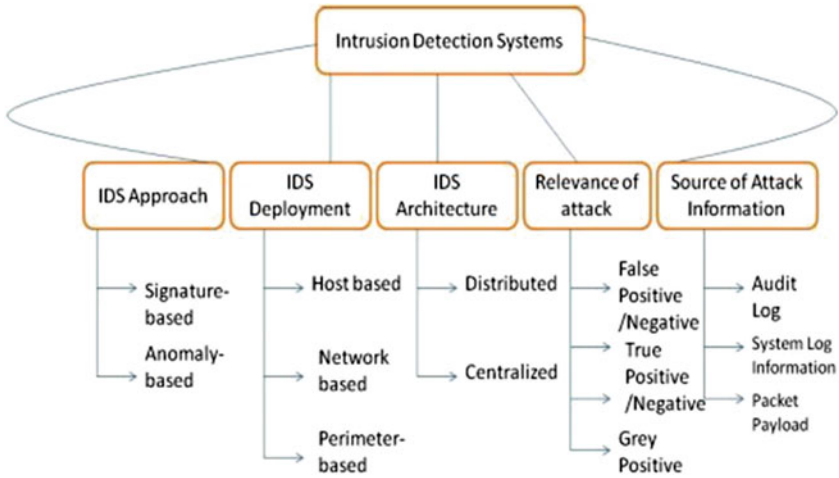 Intrusion Detection Systems
IDS Approach
Signature-
based
Anomaly-
based
IDS
Deployment
Host based
Network
based
Perimeter-
based
IDS
Architecture
Distributed
Centralized
Relevance of
attack
False
Positive
/Negative
True
Positive
/Negative
Grey
Positive
Source of Attack
Information
Audit
Log
System Log
Information
Packet
Payload